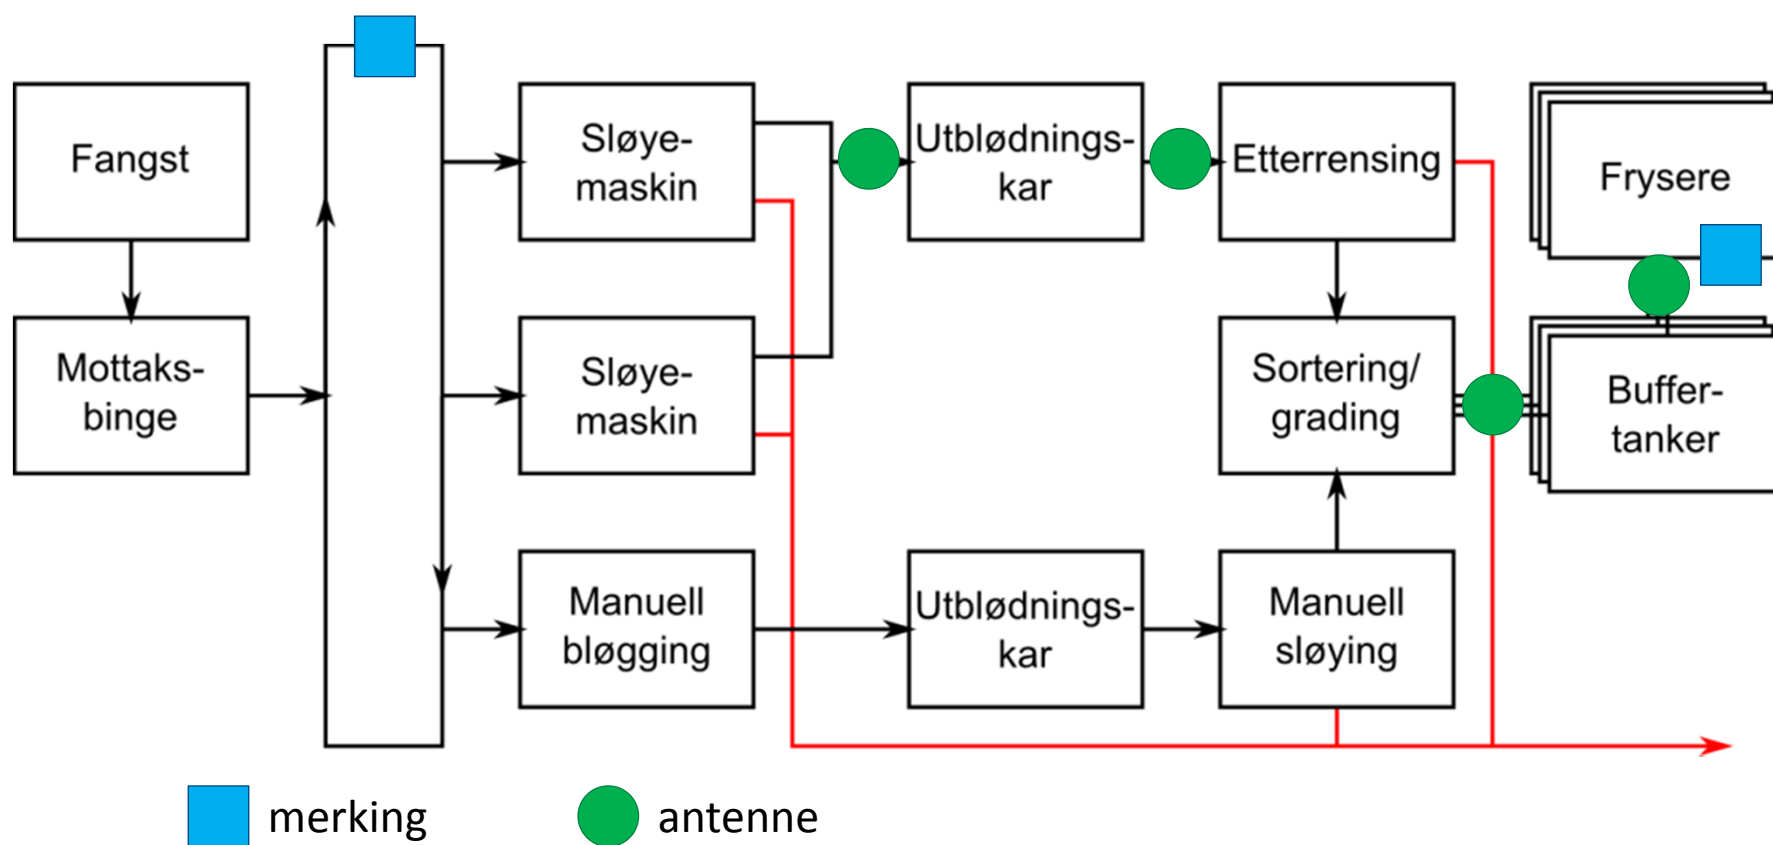 Fangst
Sløye-
maskin
Utblødnings-
kar
Etterrensing
Frysere
Mottaks-
binge
Sløye-
maskin
Sortering/
grading
Buffer-
tanker
Manuell
bløgging
Utblødnings-
kar
Manuell
sløying
merking
antenne